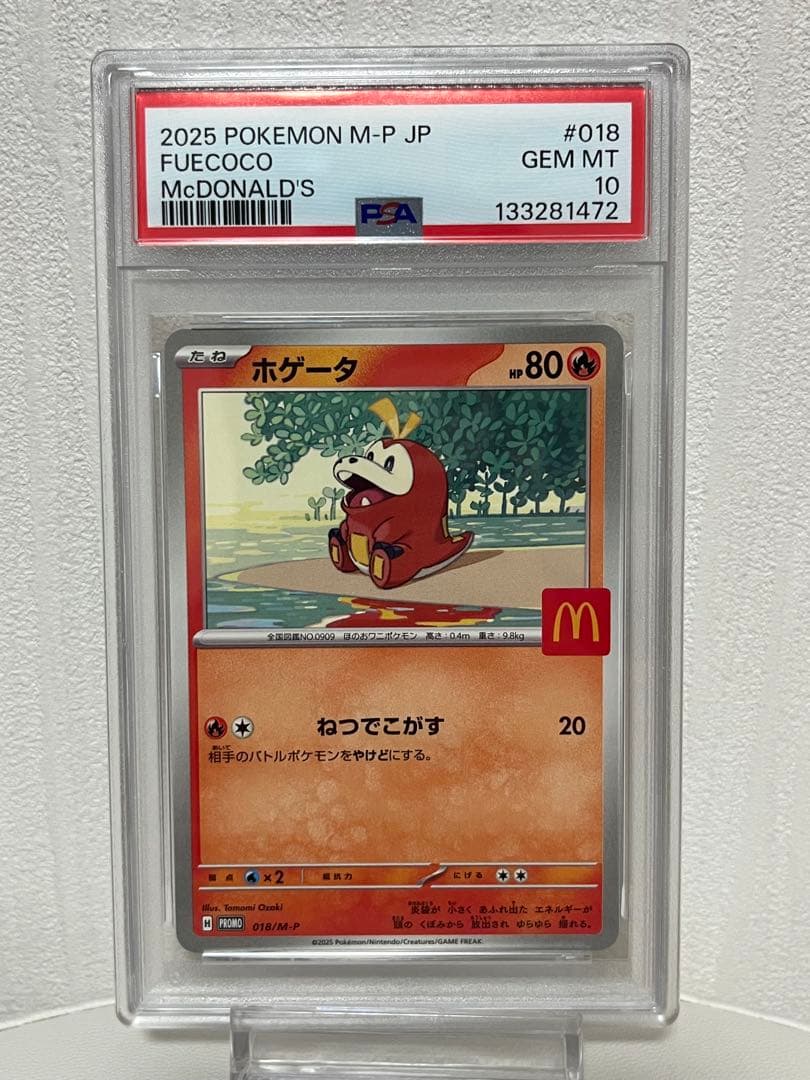 2025 POKEMON M-P JP #018
FUECOCO GEM MT
McDONALD'S 10
PSA 133281472
たね ホゲータ HP 80
全国図鑑NO.0909 ほのおワニポケモン 高さ:0.4m 重さ:9.8kg
ねつでこがす 20
相手のバトルポケモンをやけどにする。
弱点 ×2 抵抗力 にげる
Illus. Tomomi Ozaki
炎袋が 小さく あふれ出た エネルギーが
頭の くぼみから 放出され ゆらゆら 揺れる。
H PROMO 018/M-P
©2025 Pokémon/Nintendo/Creatures/GAME FREAK.